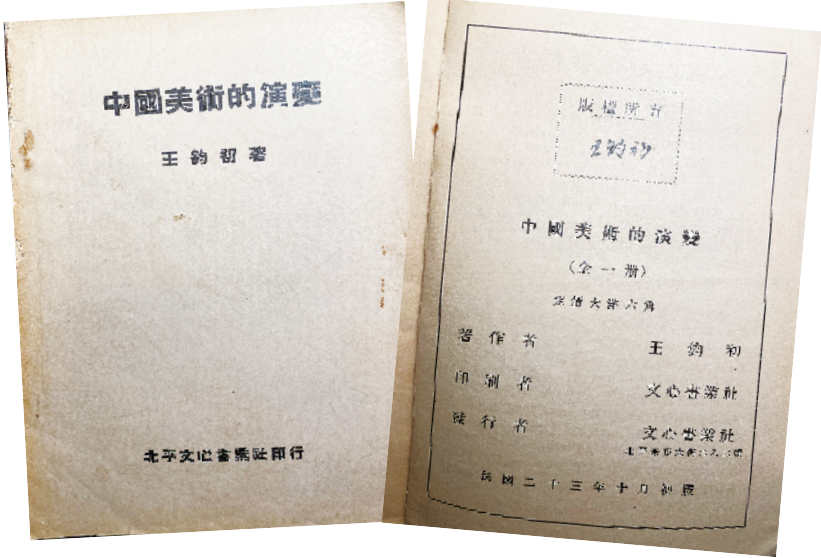 中國美術的演變
王鈞初著
北平文心書業社印行
版權所有
王鈞初
中國美術的演變
(全一册)
定價大洋六角
著作者 王鈞初
印刷者 文心書業社
發行者 文心書業社
民國二十三年十月初版